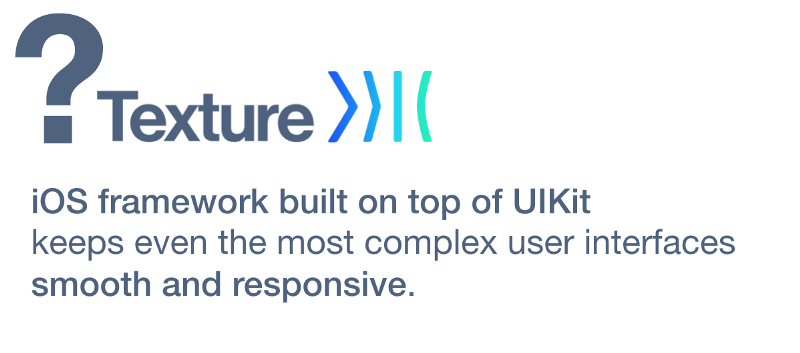 ? Texture
iOS framework built on top of UIKit
keeps even the most complex user interfaces
smooth and responsive.